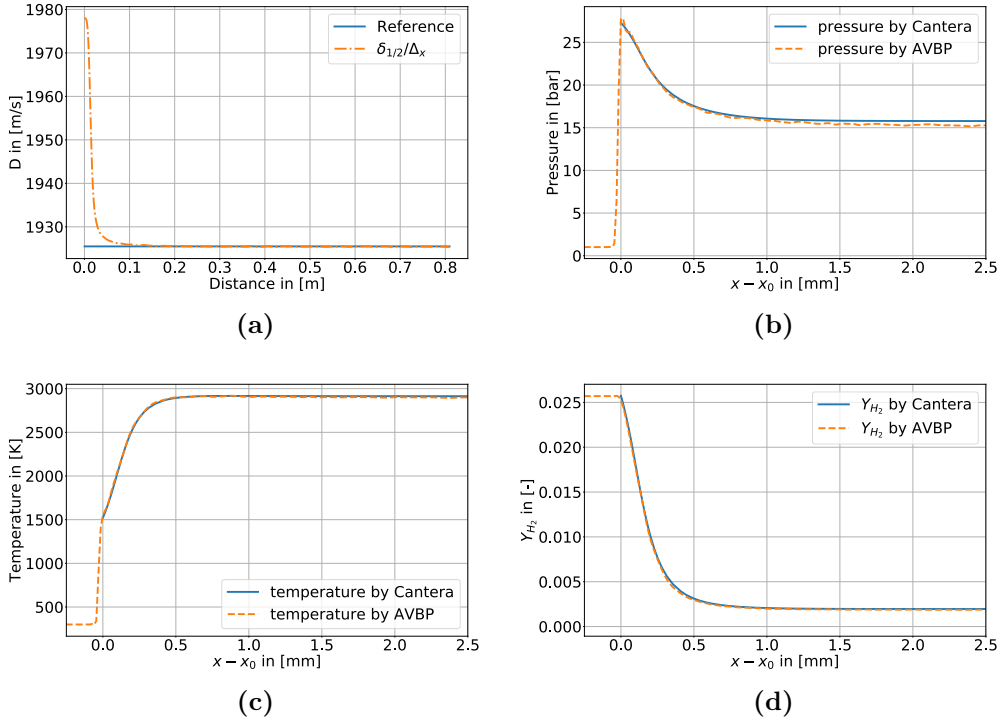 1980
1970
1960
1950
1940
1930
D in [m/s]
0.0 0.1 0.2 0.3 0.4 0.5 0.6 0.7 0.8
Distance in [m]
Reference
δ1/2/Δx
(a)
25
20
15
10
5
0
Pressure in [bar]
0.0 0.5 1.0 1.5 2.0 2.5
x − x0 in [mm]
pressure by Cantera
pressure by AVBP
(b)
3000
2500
2000
1500
1000
500
Temperature in [K]
0.0 0.5 1.0 1.5 2.0 2.5
x − x0 in [mm]
temperature by Cantera
temperature by AVBP
(c)
0.025
0.020
0.015
0.010
0.005
0.000
YH2 in [-]
0.0 0.5 1.0 1.5 2.0 2.5
x − x0 in [mm]
YH2 by Cantera
YH2 by AVBP
(d)